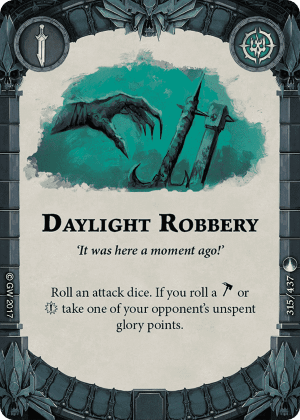 DAYLIGHT ROBBERY
‘It was here a moment ago!’
Roll an attack dice. If you roll a or
take one of your opponent’s unspent
glory points.
© GW 2017
315/437